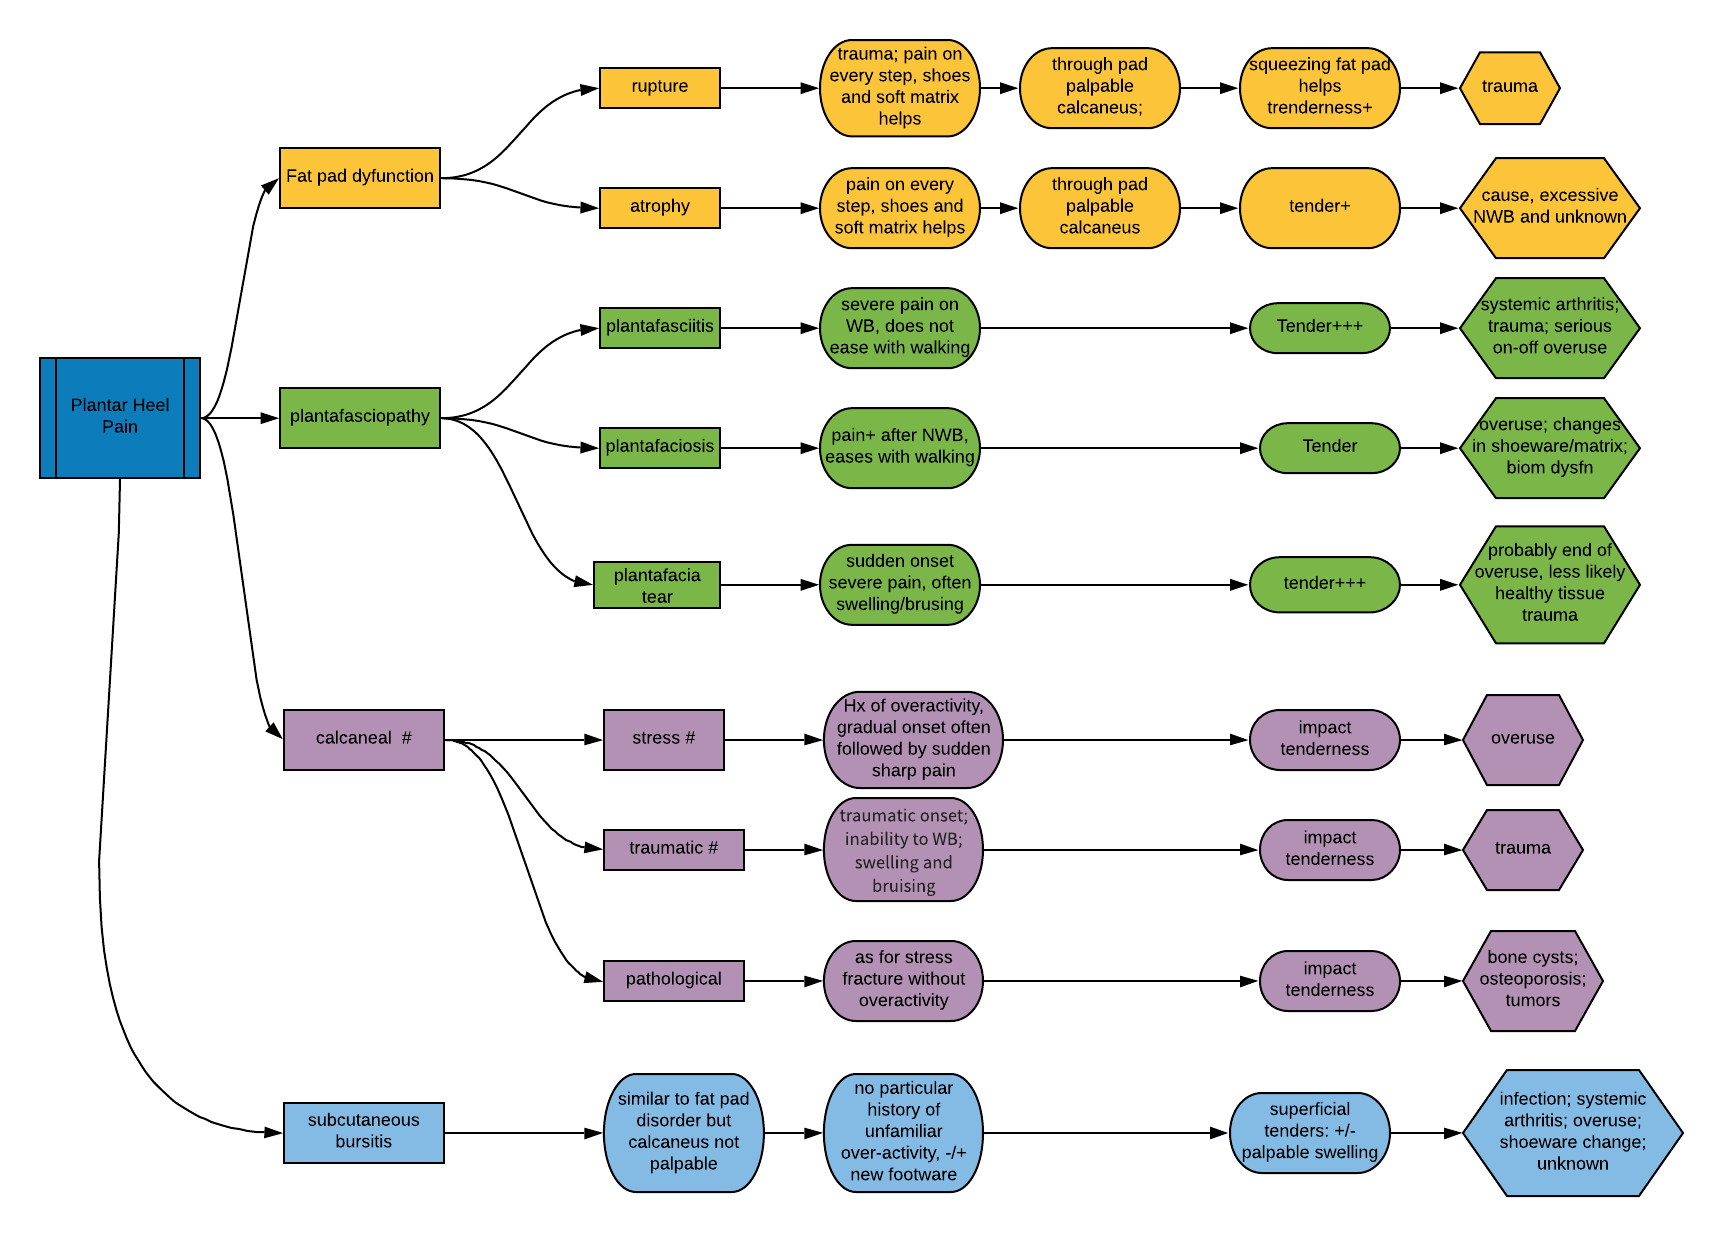 Plantar Heel
Pain
Fat pad dyfunction
rupture
trauma; pain on
every step, shoes
and soft matrix
helps
through pad
palpable
calcaneus;
squeezing fat pad
helps
trenderness+
trauma
atrophy
pain on every
step, shoes and
soft matrix helps
through pad
palpable
calcaneus
tender+
cause, excessive
NWB and unknown
plantafasciopathy
plantafasciitis
severe pain on
WB, does not
ease with walking
Tender+++
systemic arthritis;
trauma; serious
on-off overuse
plantafaciosis
pain+ after NWB,
eases with walking
Tender
overuse; changes
in shoeware/matrix;
biom dysfn
plantafacia
tear
sudden onset
severe pain, often
swelling/brusing
tender+++
probably end of
overuse, less likely
healthy tissue
trauma
calcaneal  #
stress #
Hx of overactivity,
gradual onset often
followed by sudden
sharp pain
impact
tenderness
overuse
traumatic #
traumatic onset;
inability to WB;
swelling and
bruising
impact
tenderness
trauma
pathological
as for stress
fracture without
overactivity
impact
tenderness
bone cysts;
osteoporosis;
tumors
subcutaneous
bursitis
similar to fat pad
disorder but
calcaneus not
palpable
no particular
history of
unfamiliar
over-activity, -/+
new footware
superficial
tenders: +/-
palpable swelling
infection; systemic
arthritis; overuse;
shoeware change;
unknown